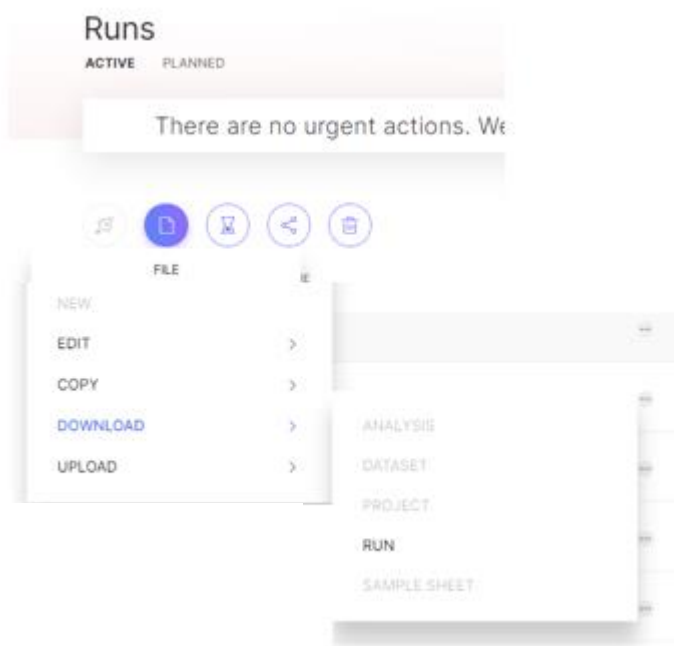 Runs
ACTIVE PLANNED
There are no urgent actions. We
FILE
NEW
EDIT
COPY
DOWNLOAD
UPLOAD
ANALYSIS
DATASET
PROJECT
RUN
SAMPLE SHEET